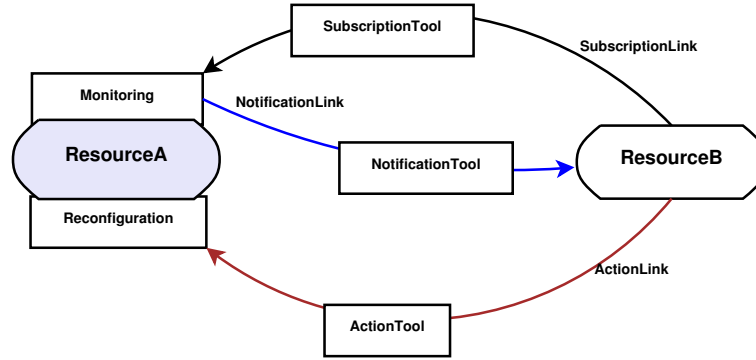 SubscriptionTool
SubscriptionLink
Monitoring
NotificationLink
ResourceA
NotificationTool
ResourceB
Reconfiguration
ActionLink
ActionTool